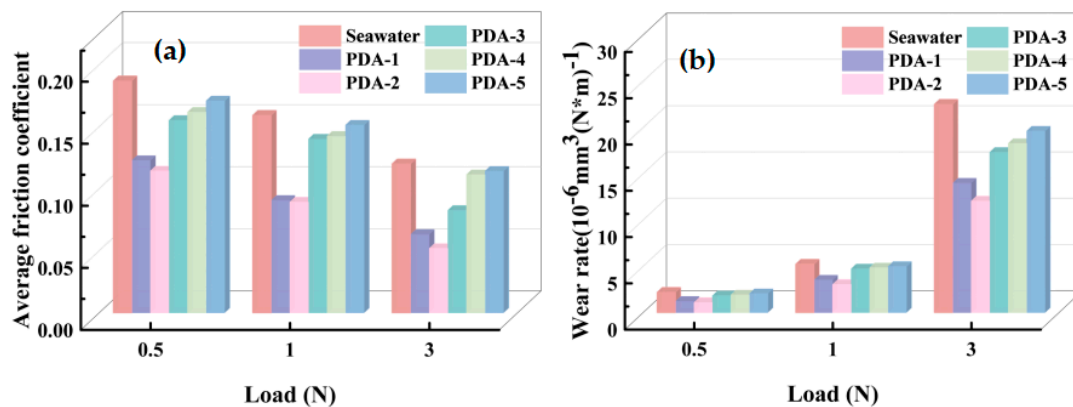 (a)
Seawater
PDA-1
PDA-2
PDA-3
PDA-4
PDA-5
Average friction coefficient
0.20
0.15
0.10
0.05
0.00
0.5
1
3
Load (N)
(b)
Seawater
PDA-1
PDA-2
PDA-3
PDA-4
PDA-5
Wear rate(10⁻⁶mm³(N*m)⁻¹
30
25
20
15
10
5
0
0.5
1
3
Load (N)